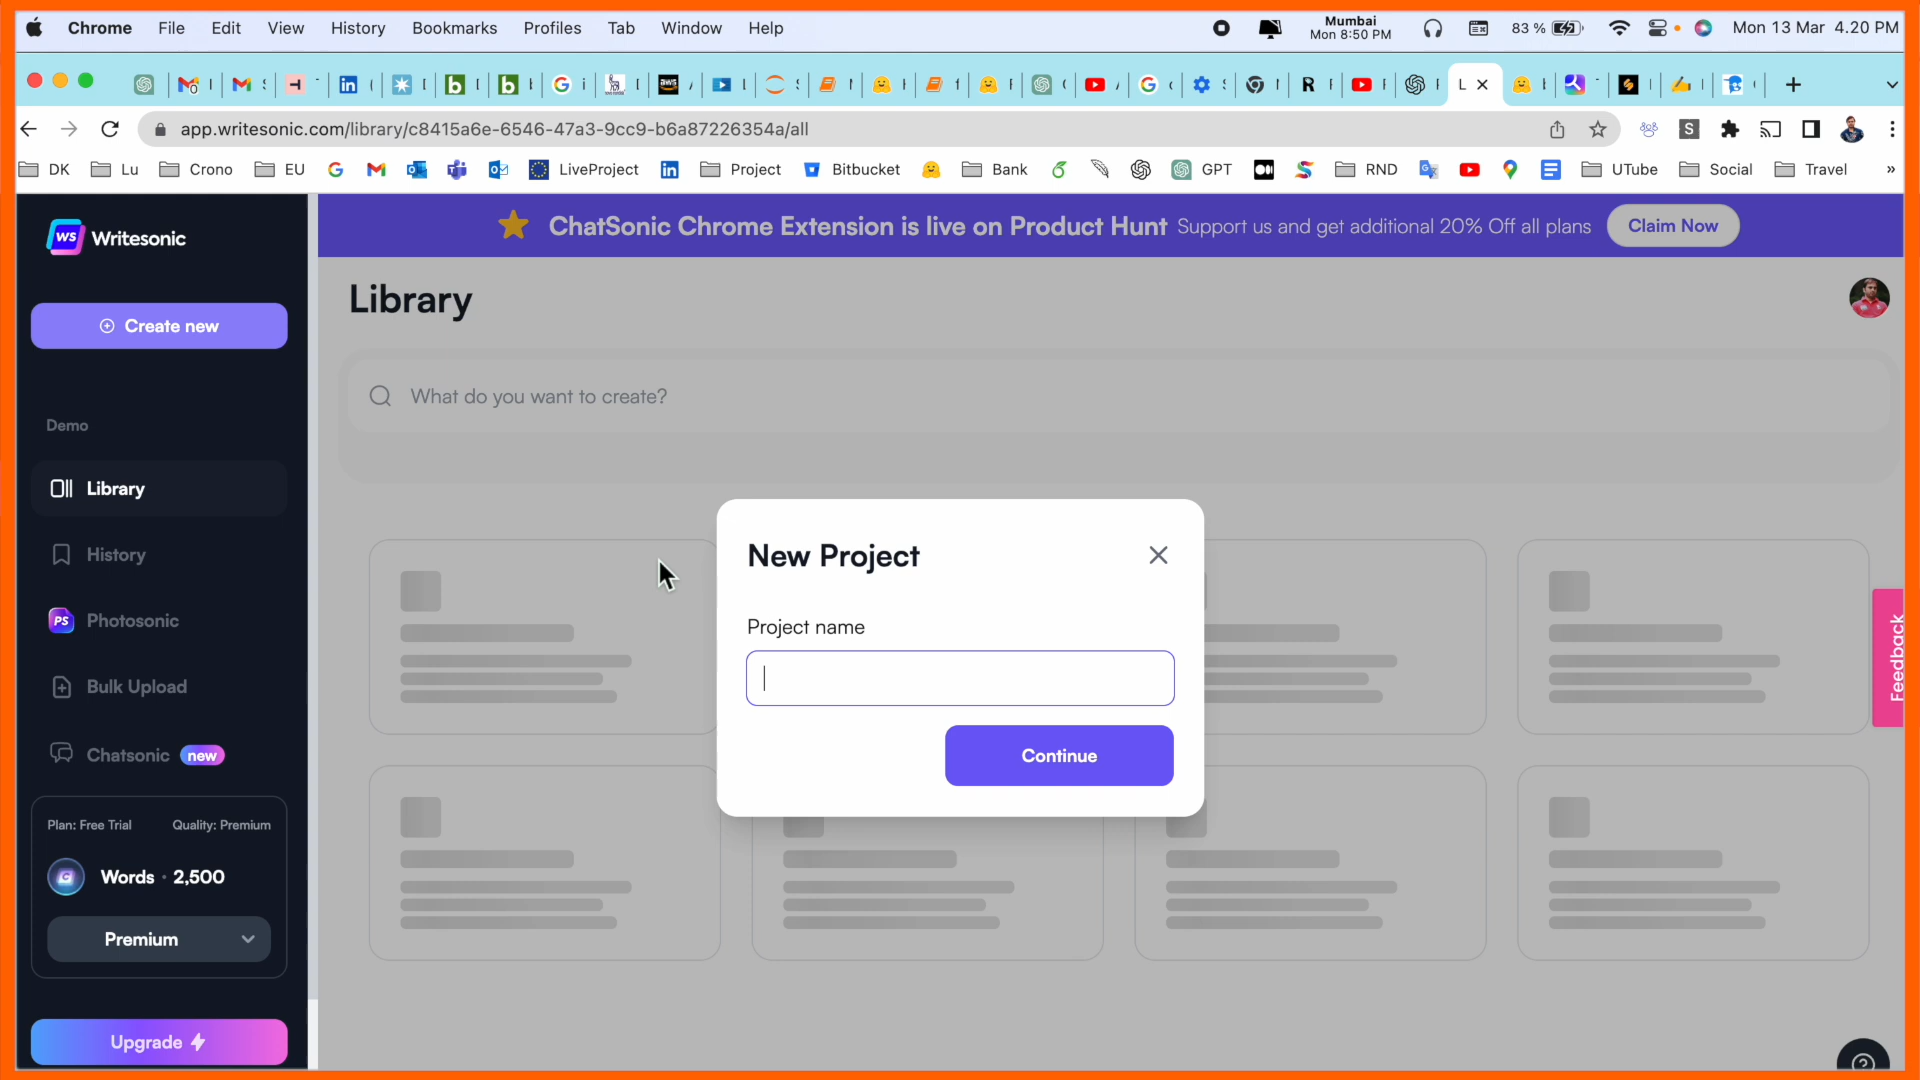 Chrome File Edit View History Bookmarks Profiles Tab Window Help
Mumbai
Mon 8:50 PM
83 %
Mon 13 Mar 4.20 PM
app.writesonic.com/library/c8415a6e-6546-47a3-9cc9-b6a87226354a/all
DK Lu Crono EU LiveProject Project Bitbucket Bank GPT RND UTube Social Travel »
WS Writesonic
ChatSonic Chrome Extension is live on Product Hunt Support us and get additional 20% Off all plans Claim Now
Create new
Library
What do you want to create?
Demo
Library
History
PS Photosonic
Bulk Upload
Chatsonic new
New Project
Project name
Continue
Feedback
Plan: Free Trial Quality: Premium
Words · 2,500
Premium
Upgrade